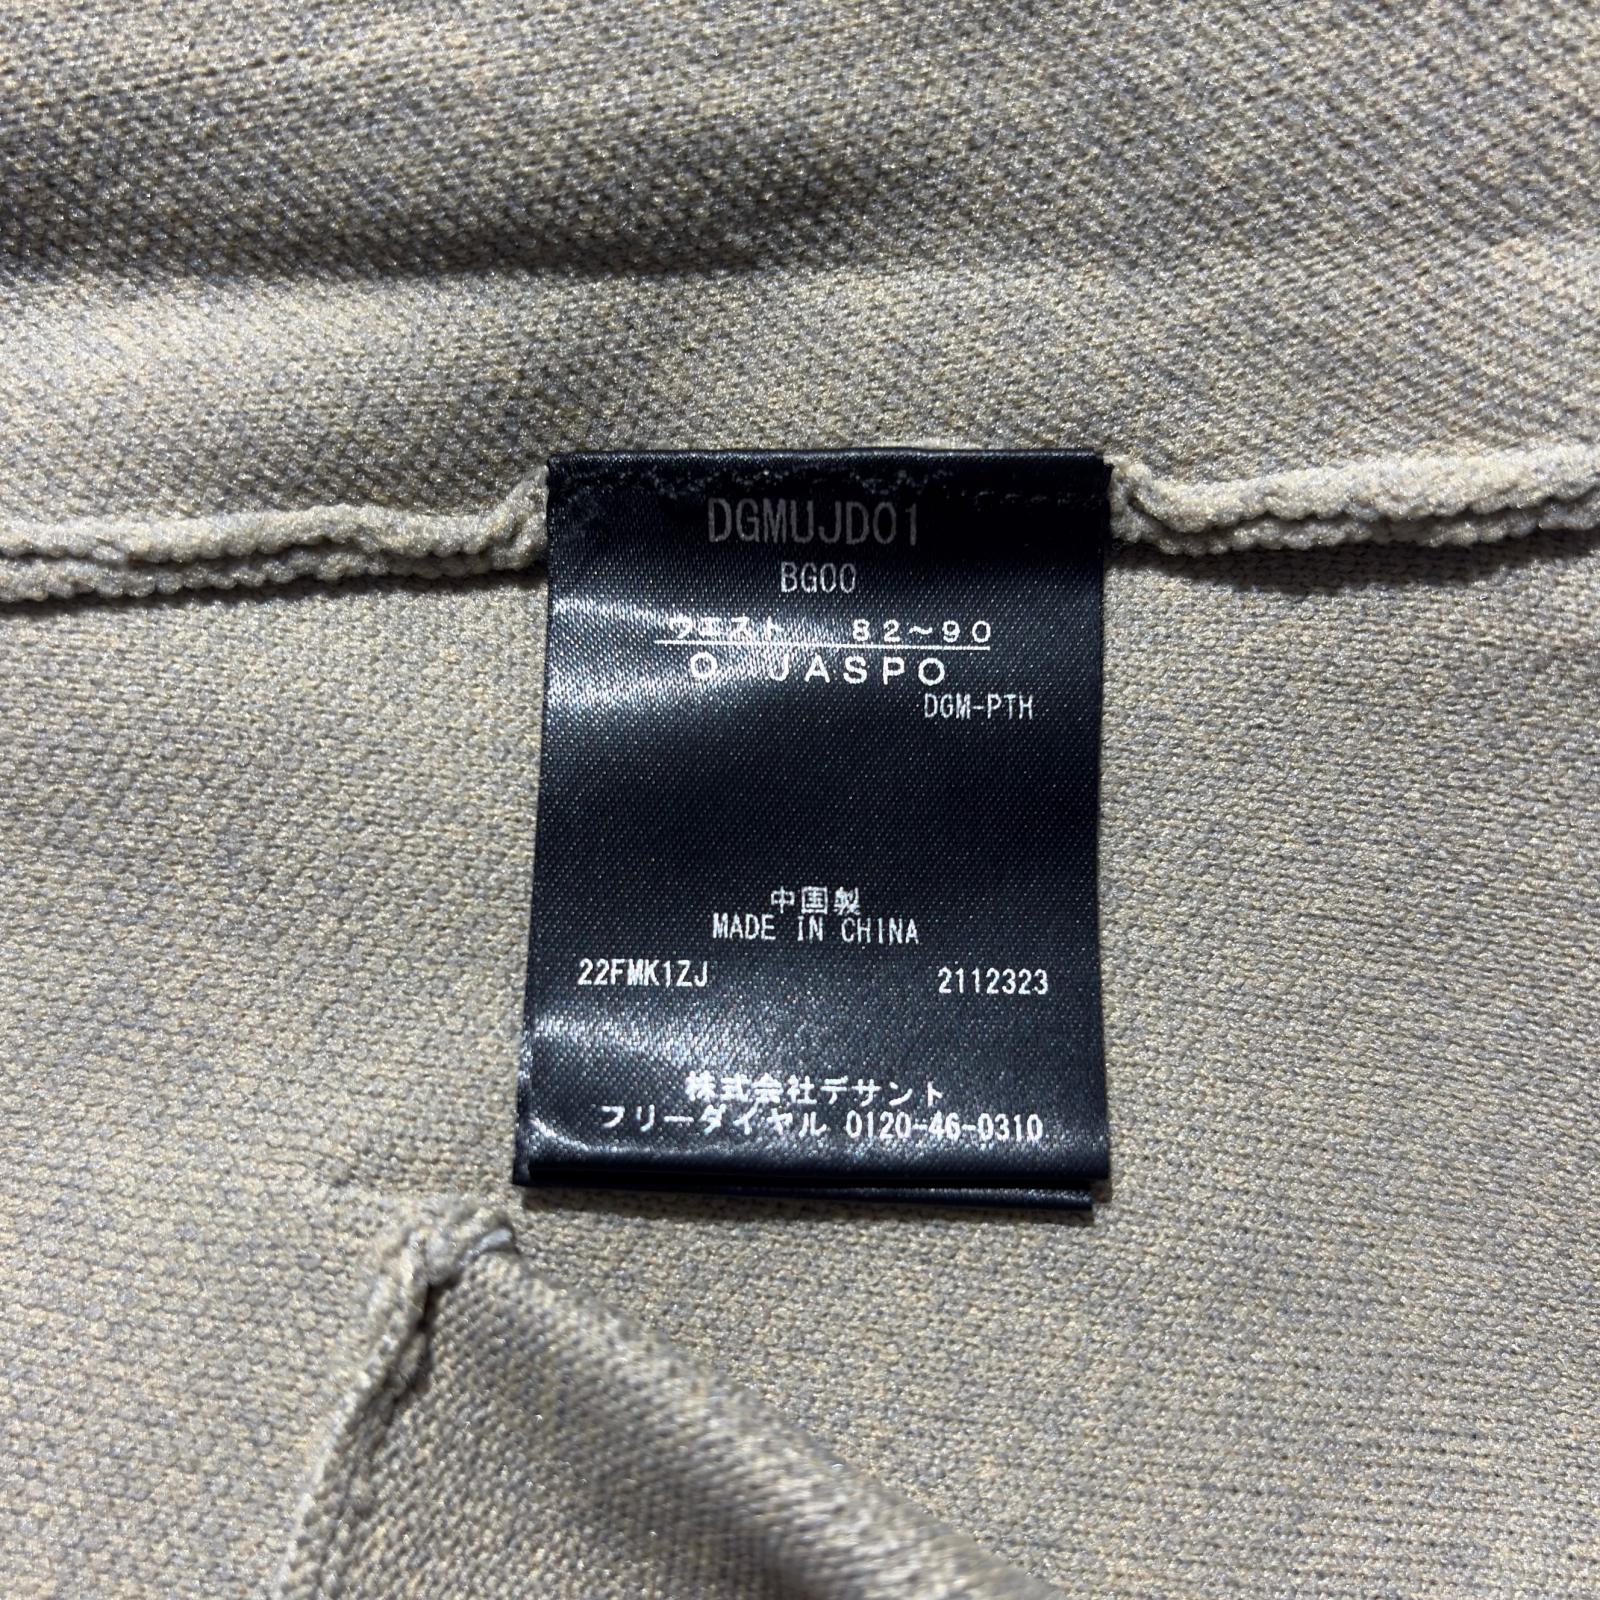 DGMUJD01
BG00
ウエスト 82～90
O JASPO
DGM-PTH
中国製
MADE IN CHINA
22FMK1ZJ 2112323
株式会社デサント
フリーダイヤル 0120-46-0310